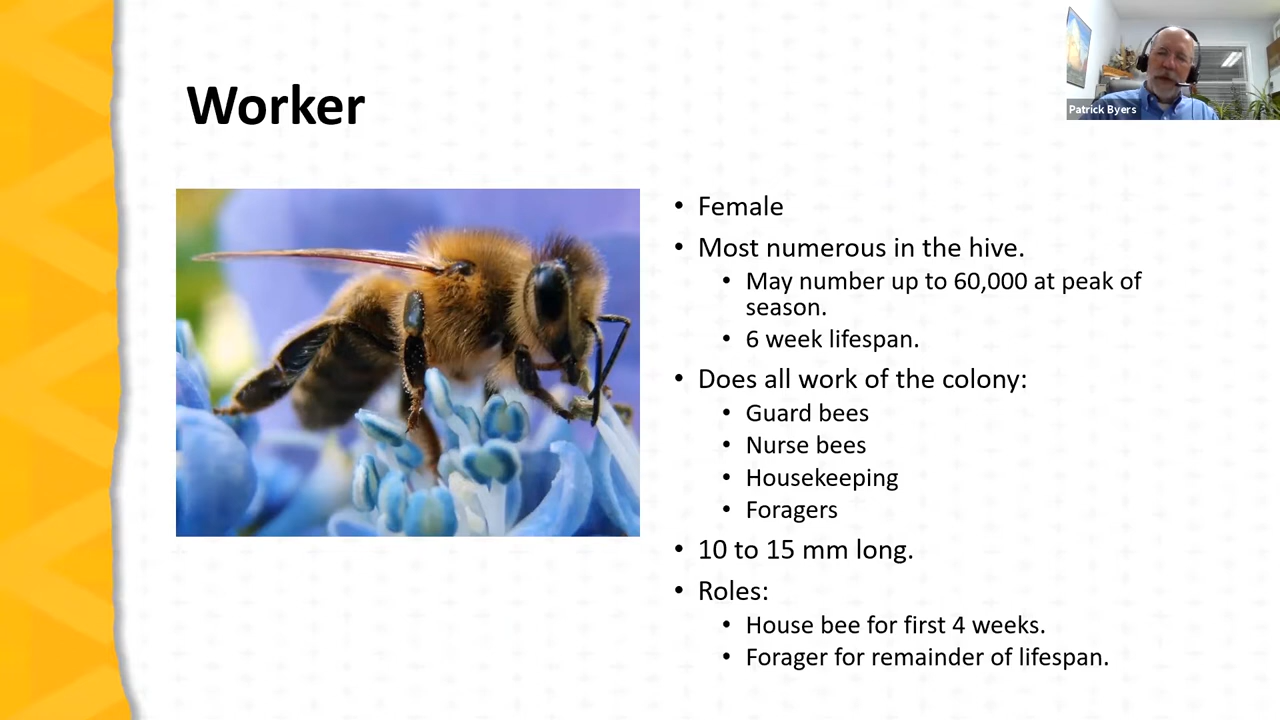 Worker
Patrick Byers
• Female
• Most numerous in the hive.
• May number up to 60,000 at peak of
season.
• 6 week lifespan.
• Does all work of the colony:
• Guard bees
• Nurse bees
• Housekeeping
• Foragers
• 10 to 15 mm long.
• Roles:
• House bee for first 4 weeks.
• Forager for remainder of lifespan.